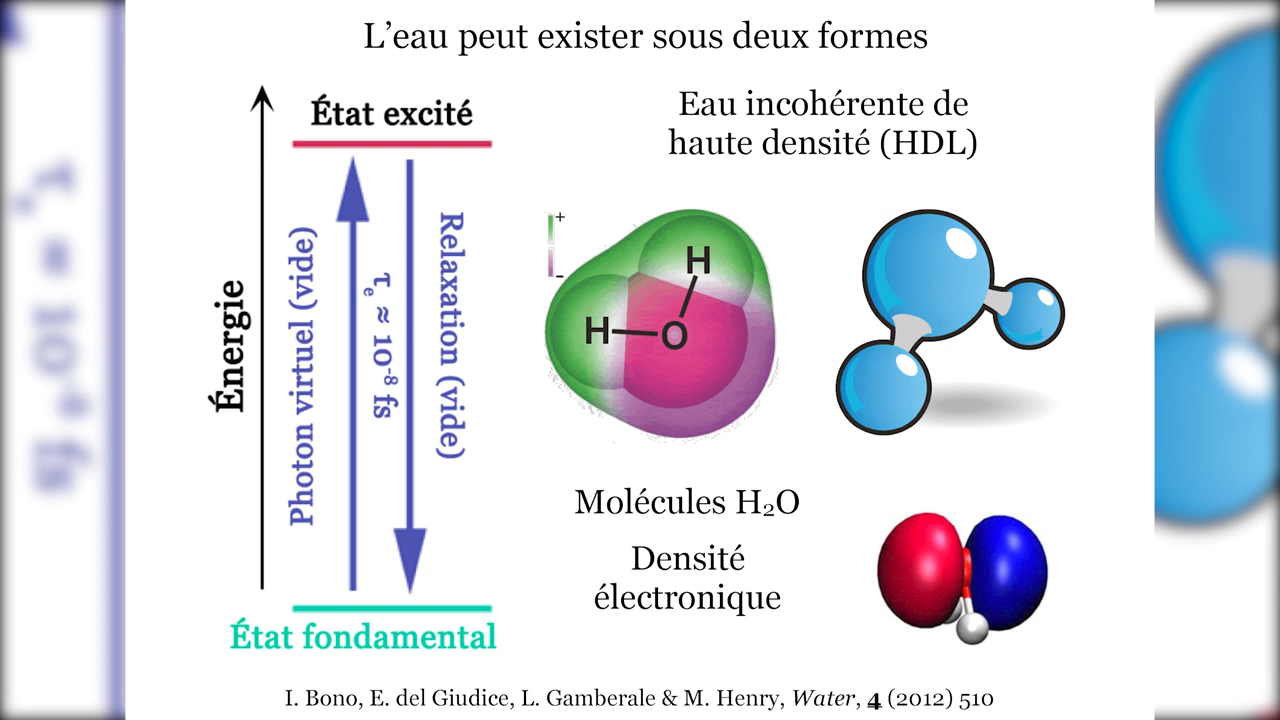 L'eau peut exister sous deux formes
État excité
Énergie
Photon virtuel (vide)
τe ≈ 10⁻⁸ fs
Relaxation (vide)
État fondamental
Eau incohérente de
haute densité (HDL)
+
-
H
H
O
Molécules H₂O
Densité
électronique
I. Bono, E. del Giudice, L. Gamberale & M. Henry, Water, 4 (2012) 510